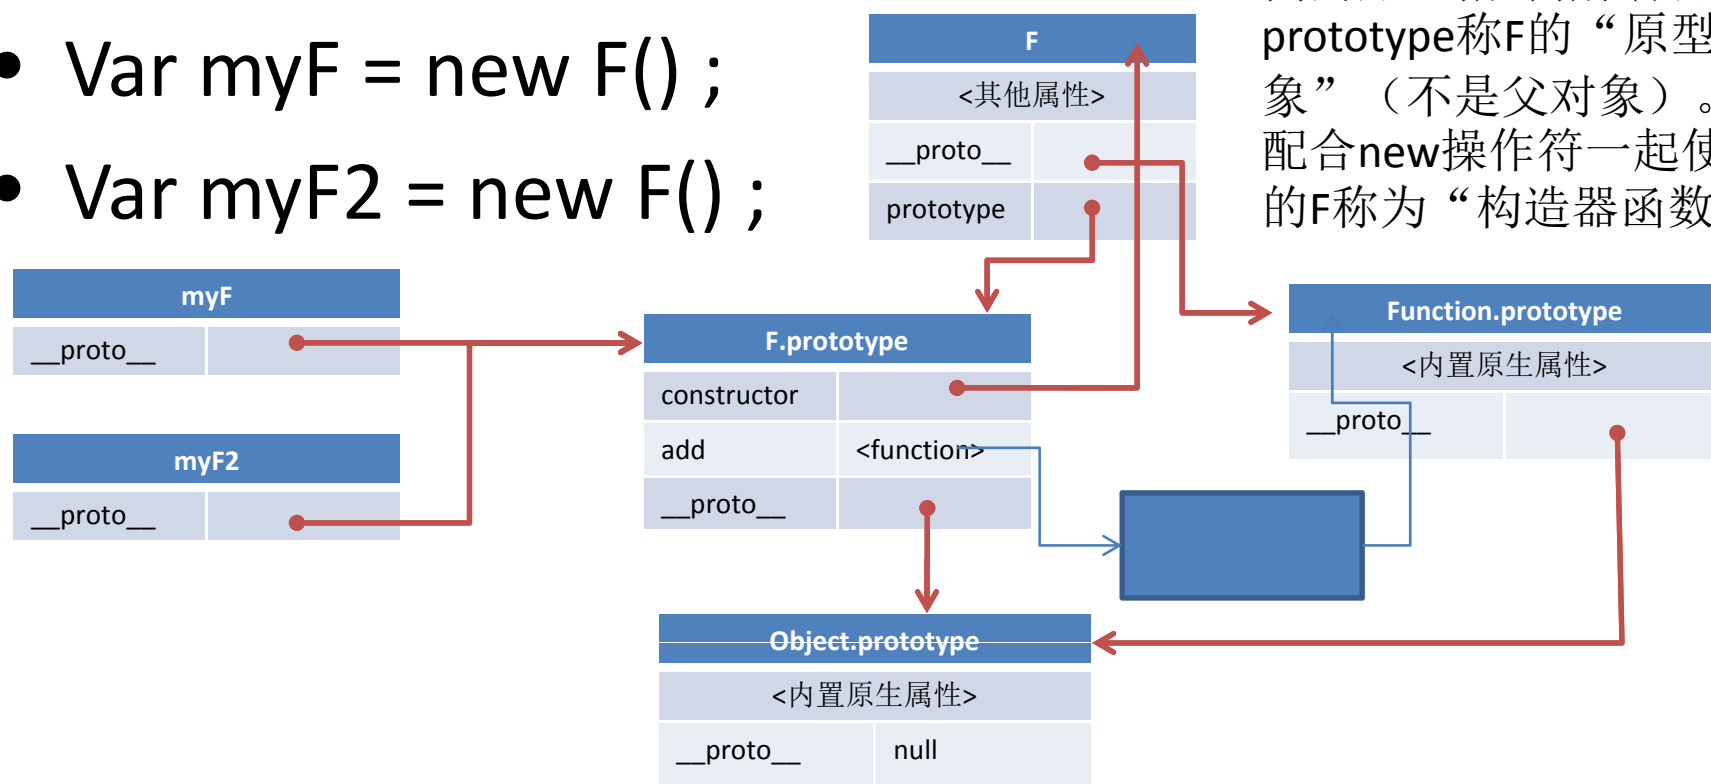 • Var myF = new F() ;
• Var myF2 = new F() ;
prototype称F的“原型
象”（不是父对象）。
配合new操作符一起使
的F称为“构造器函数
F
<其他属性>
__proto__
prototype
myF
__proto__
myF2
__proto__
F.prototype
constructor
add <function>
__proto__
Function.prototype
<内置原生属性>
__proto__
Object.prototype
<内置原生属性>
__proto__ null